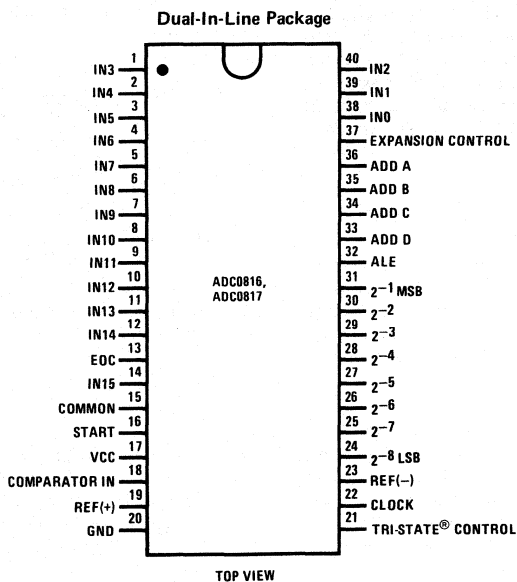 Dual-In-Line Package
1 IN3
2 IN4
3 IN5
4 IN6
5 IN7
6 IN8
7 IN9
8 IN10
9 IN11
10 IN12
11 IN13
12 IN14
13 EOC
14 IN15
15 COMMON
16 START
17 VCC
18 COMPARATOR IN
19 REF(+)
20 GND
ADC0816,
ADC0817
40 IN2
39 IN1
38 IN0
37 EXPANSION CONTROL
36 ADD A
35 ADD B
34 ADD C
33 ADD D
32 ALE
31 2−1 MSB
30 2−2
29 2−3
28 2−4
27 2−5
26 2−6
25 2−7
24 2−8 LSB
23 REF(−)
22 CLOCK
21 TRI-STATE® CONTROL
TOP VIEW